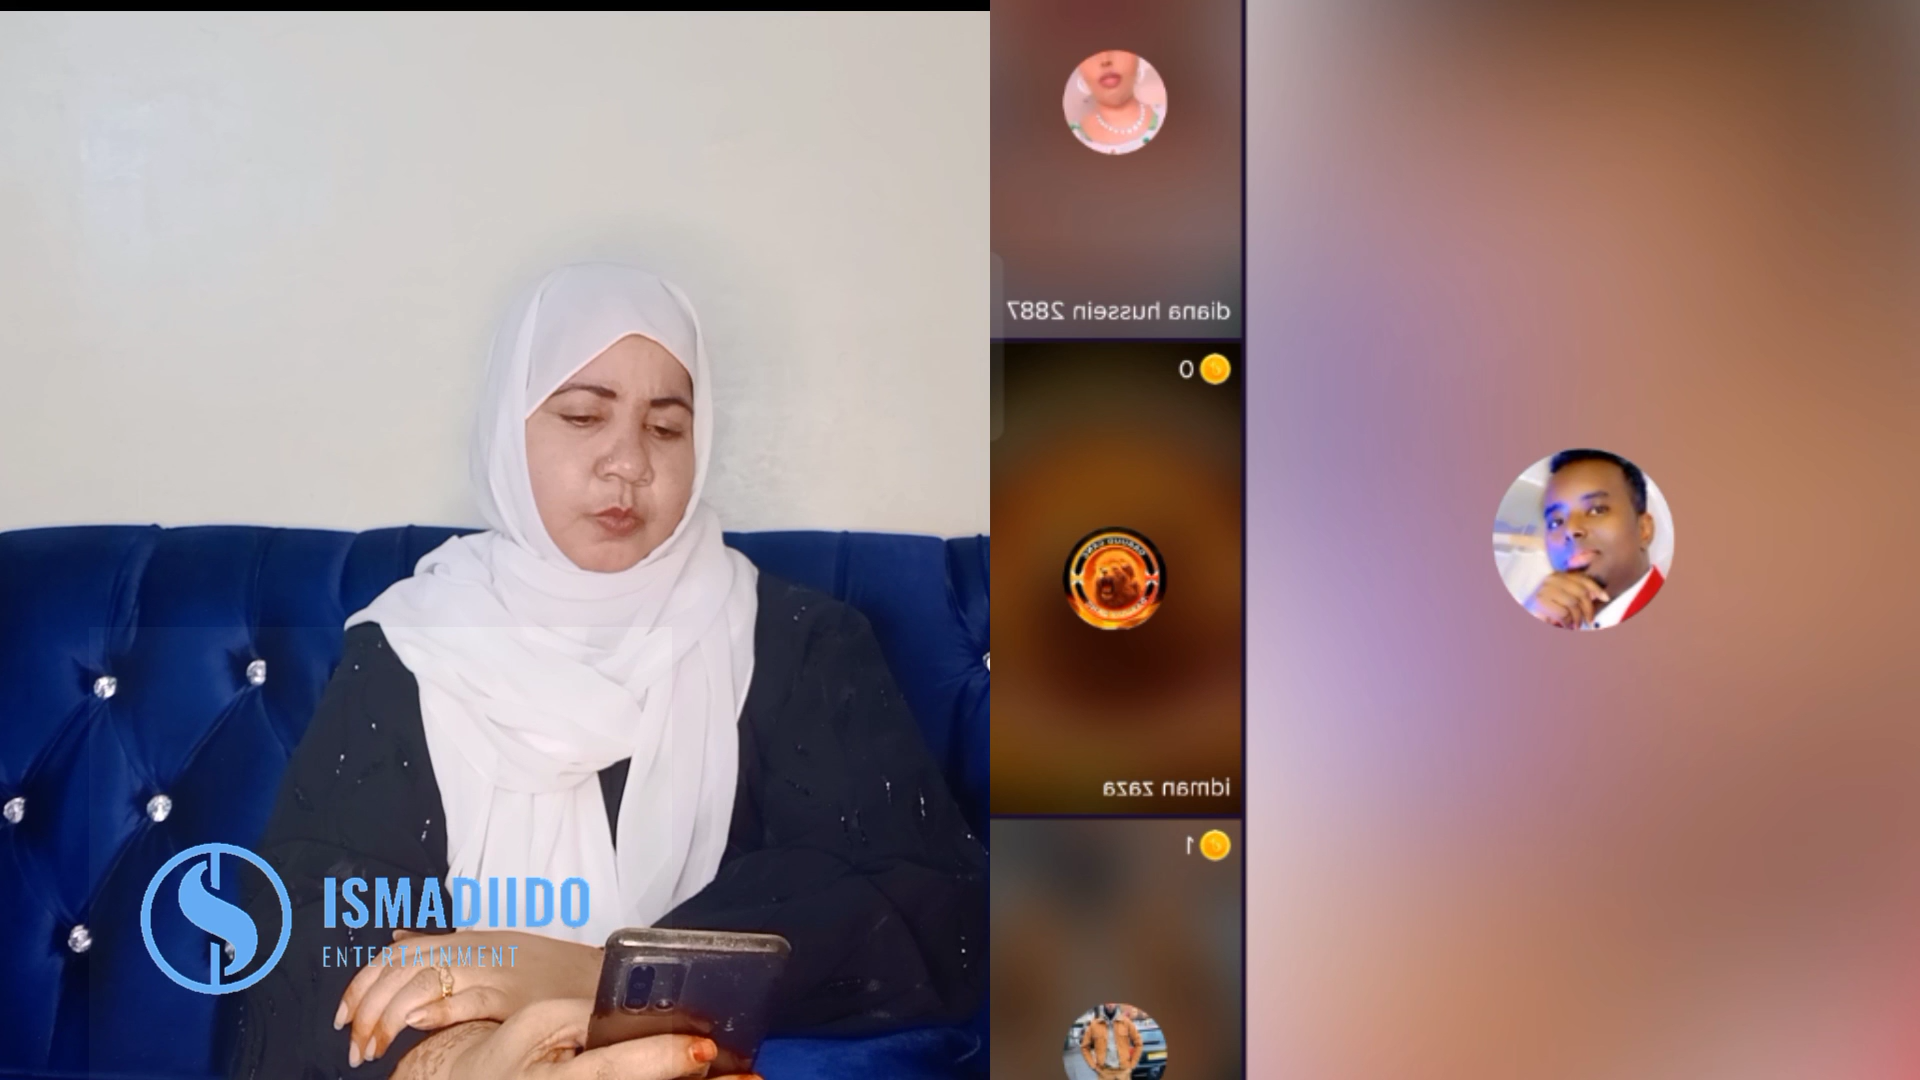 ISMADIIDO
ENTERTAINMENT
diana hussein 2887
0
idman zaza
1